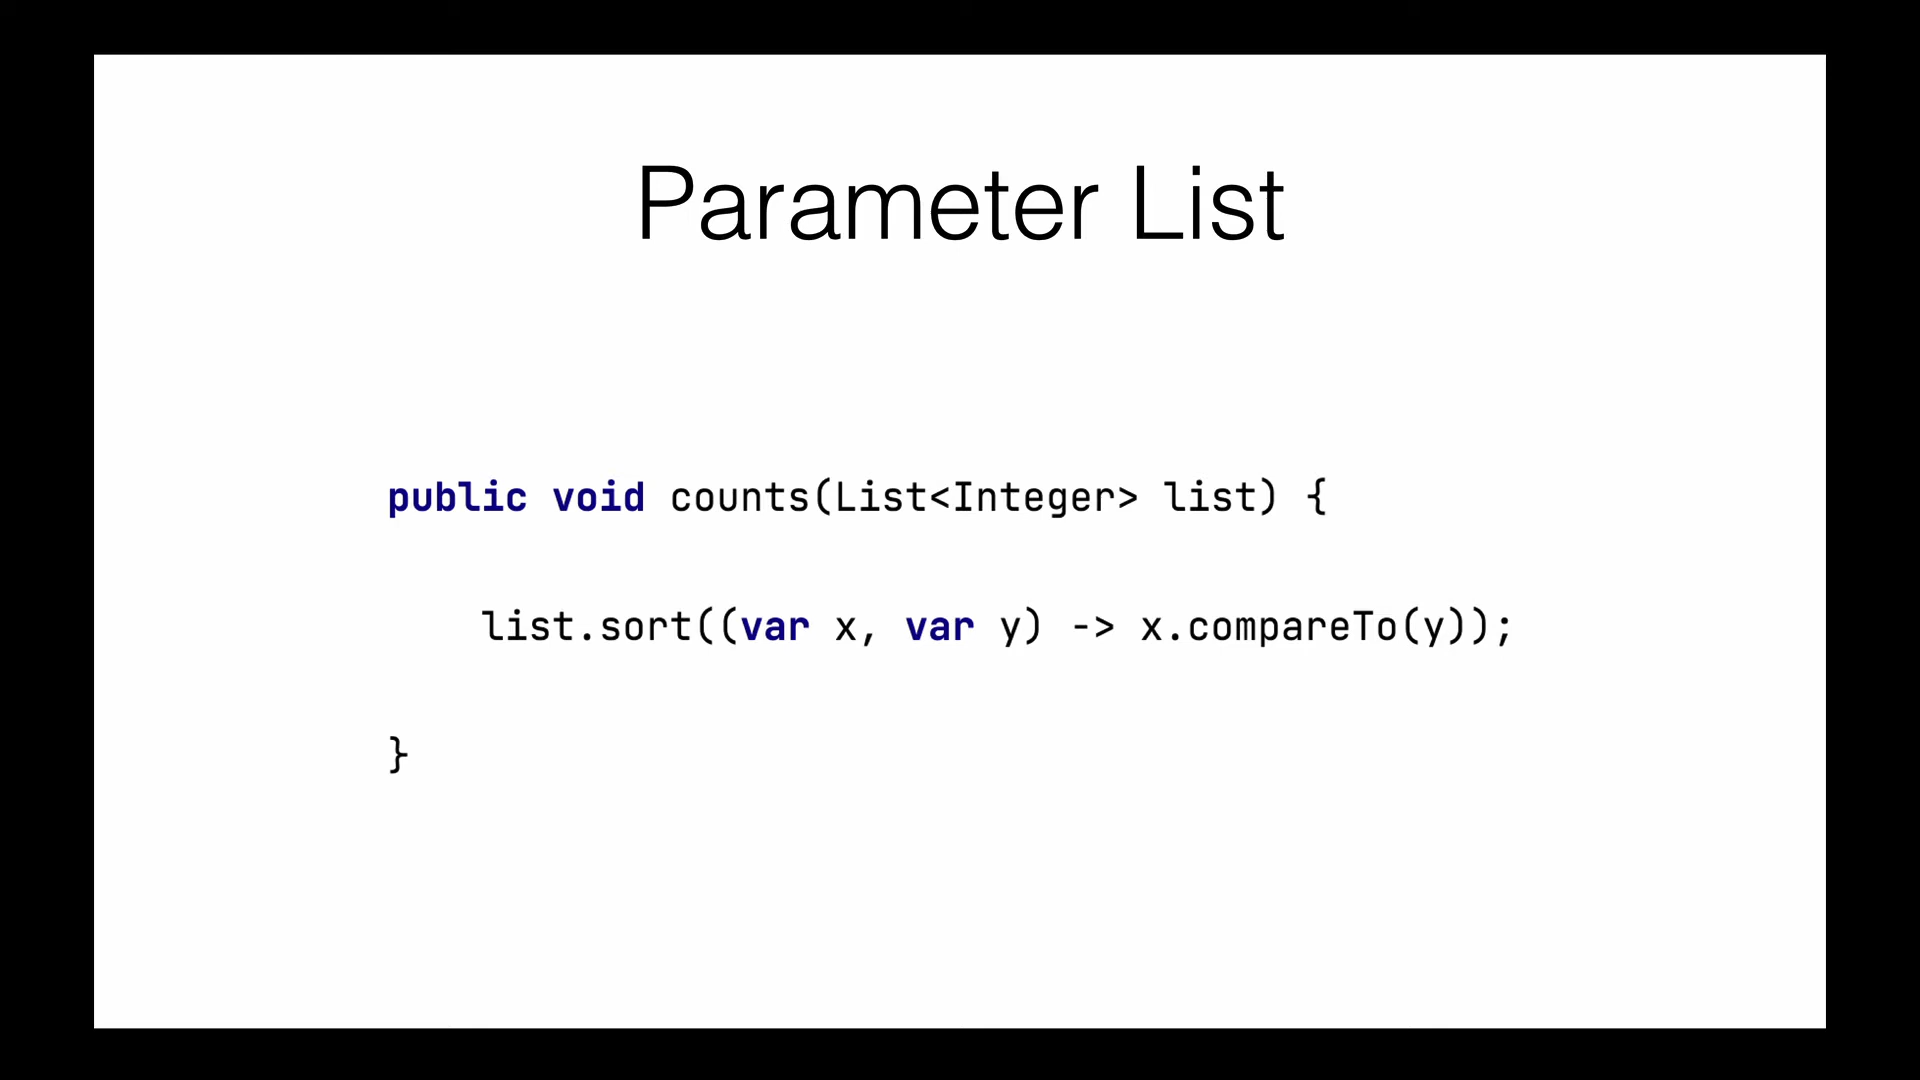 Parameter List
public void counts(List<Integer> list) {
list.sort((var x, var y) -> x.compareTo(y));
}